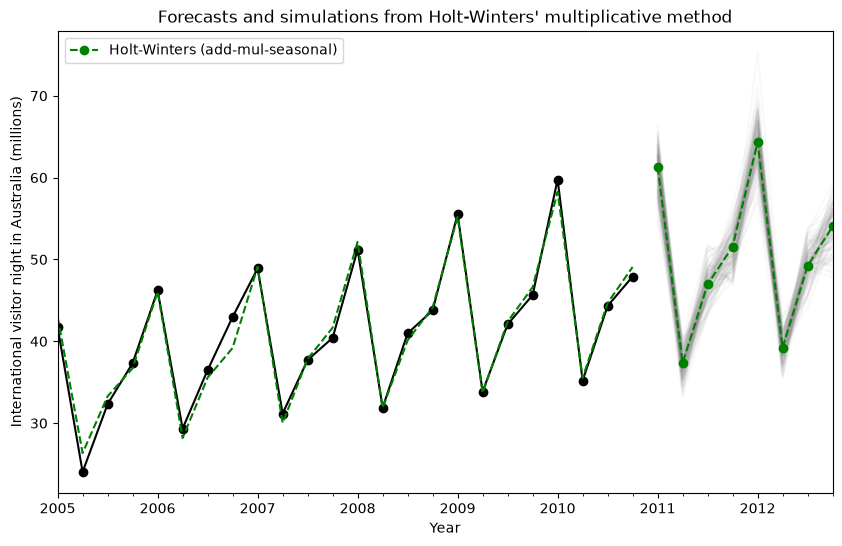 Forecasts and simulations from Holt-Winters' multiplicative method
Holt-Winters (add-mul-seasonal)
International visitor night in Australia (millions)
70
60
50
40
30
2005 2006 2007 2008 2009 2010 2011 2012
Year